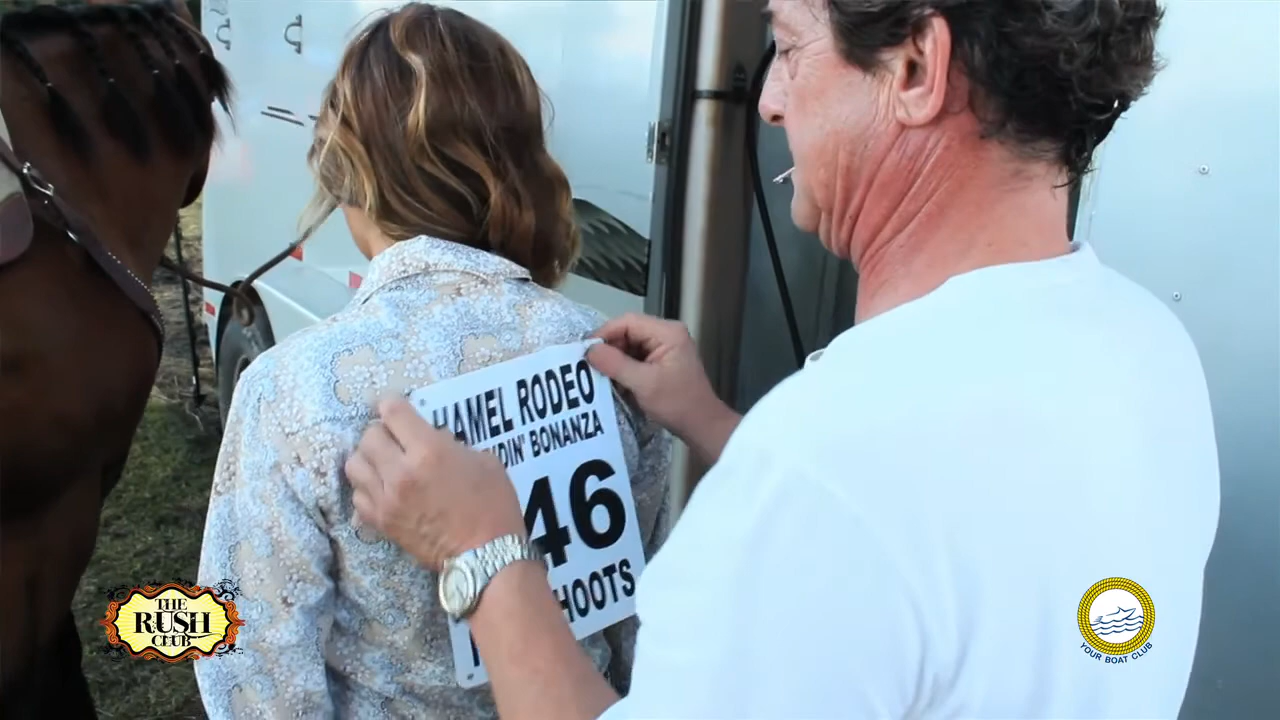 HAMEL RODEO
BONANZA
46
HOOTS
THE
RUSH
CLUB
YOUR BOAT CLUB